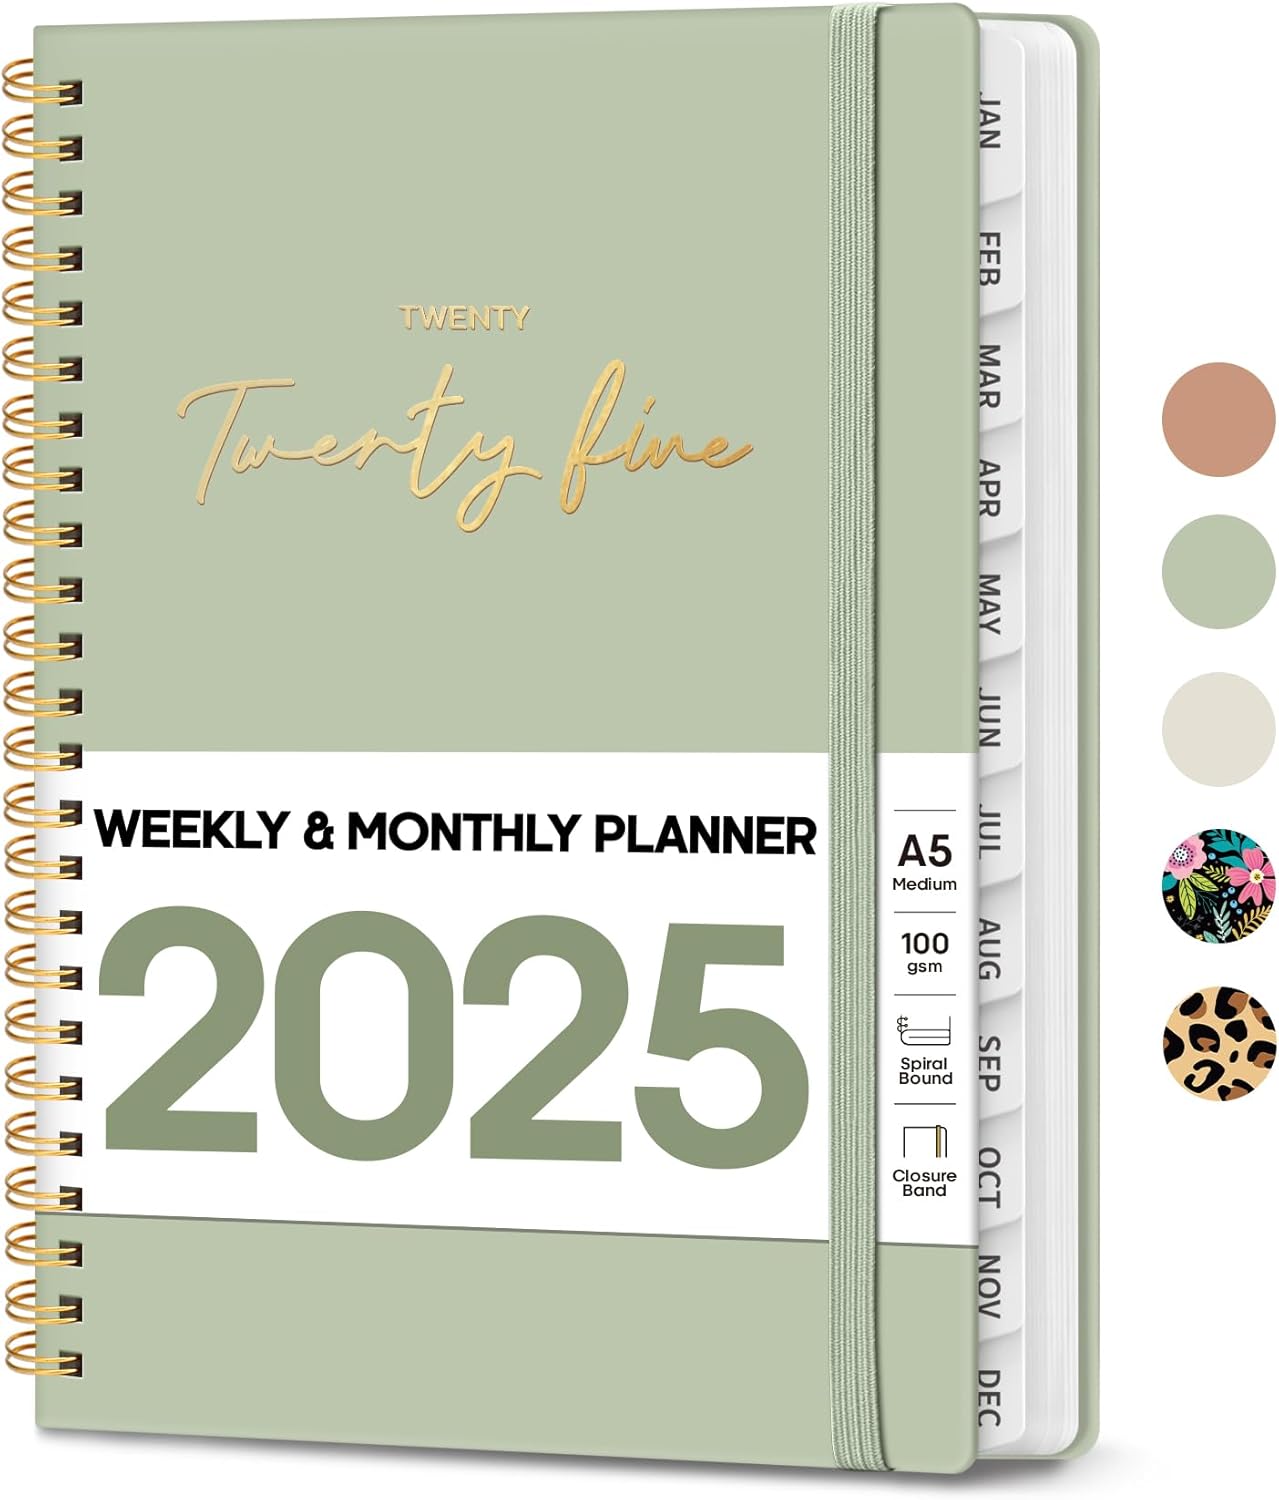 TWENTY
Twenty five
WEEKLY & MONTHLY PLANNER
2025
A5
Medium
100
gsm
Spiral
Bound
Closure
Band
JAN
FEB
MAR
APR
MAY
JUN
JUL
AUG
SEP
OCT
NOV
DEC